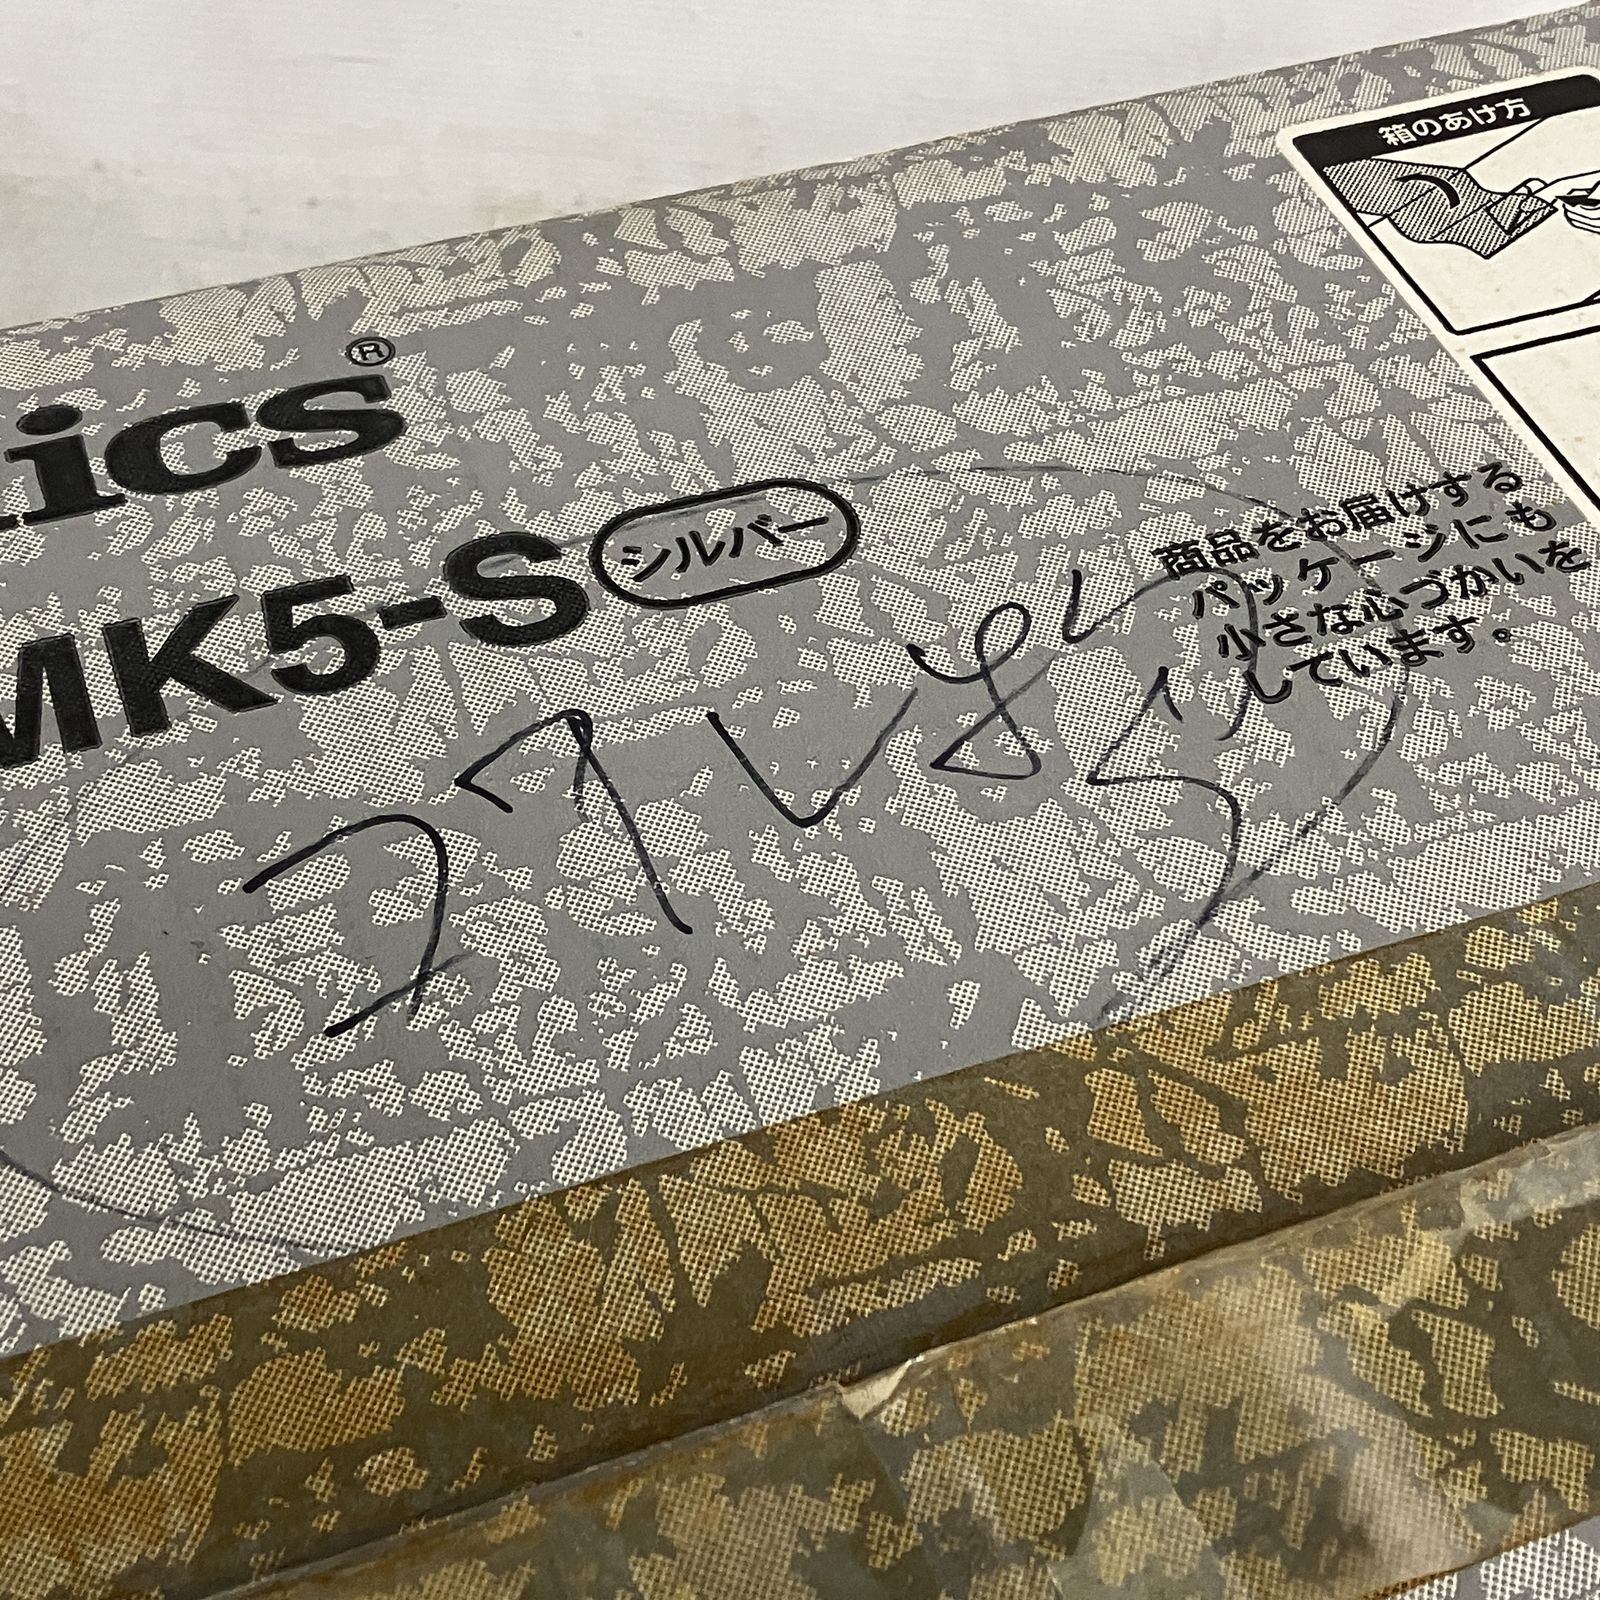 ics®
MK5-S シルバー
箱のあけ方
商品をお届けする
パッケージにも
小さな心づかいを
しています。